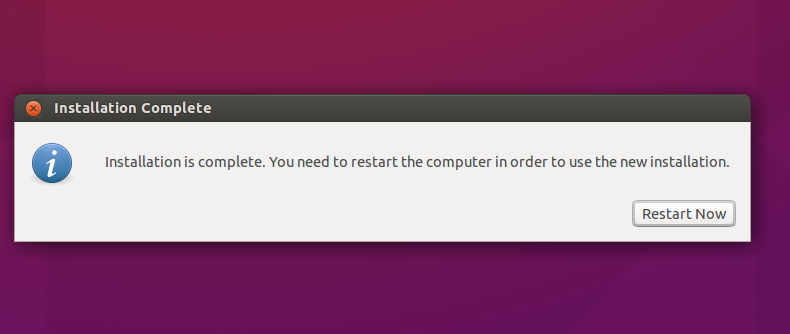 Installation Complete
Installation is complete. You need to restart the computer in order to use the new installation.
Restart Now